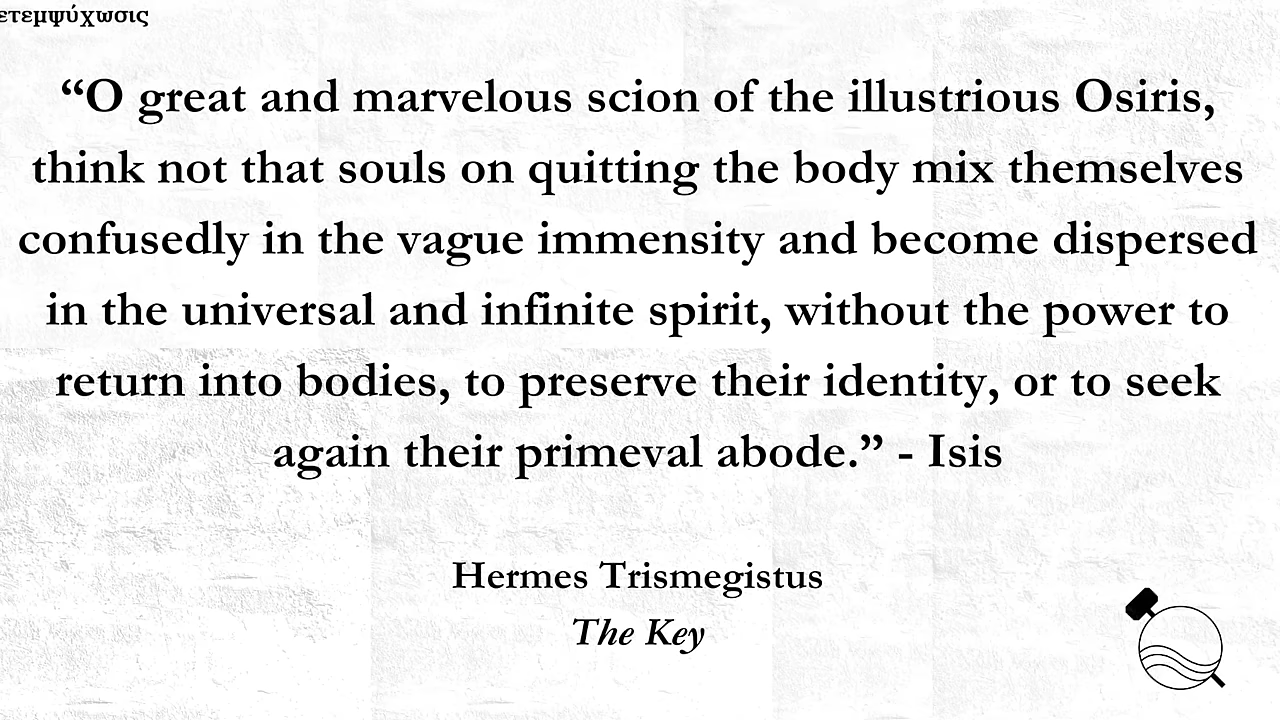 ετεμψύχωσις
“O great and marvelous scion of the illustrious Osiris,
think not that souls on quitting the body mix themselves
confusedly in the vague immensity and become dispersed
in the universal and infinite spirit, without the power to
return into bodies, to preserve their identity, or to seek
again their primeval abode.” - Isis
Hermes Trismegistus
The Key